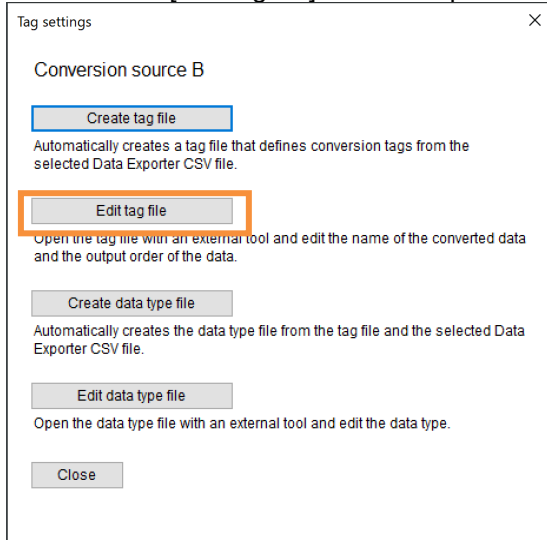 Tag settings
Conversion source B
Create tag file
Automatically creates a tag file that defines conversion tags from the
selected Data Exporter CSV file.
Edit tag file
Open the tag file with an external tool and edit the name of the converted data
and the output order of the data.
Create data type file
Automatically creates the data type file from the tag file and the selected Data
Exporter CSV file.
Edit data type file
Open the data type file with an external tool and edit the data type.
Close